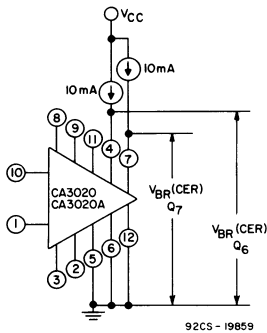 VCC
10mA
10mA
8
9
11
4
7
10
CA3020
CA3020A
1
3
2
5
6
12
VBR(CER)
Q7
VBR(CER)
Q6
92CS-19859